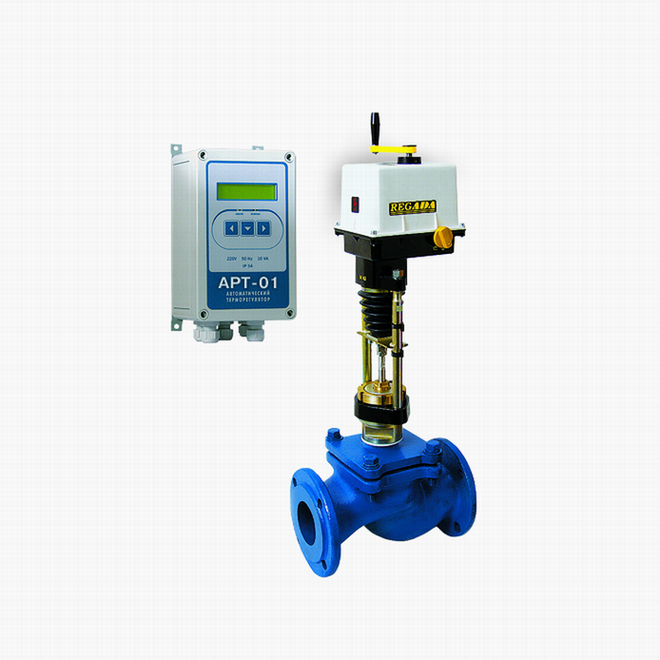 220V 50 Hz 10 VA
IP 54
АРТ-01
АВТОМАТИЧЕСКИЙ
ТЕРМОРЕГУЛЯТОР
REGADA